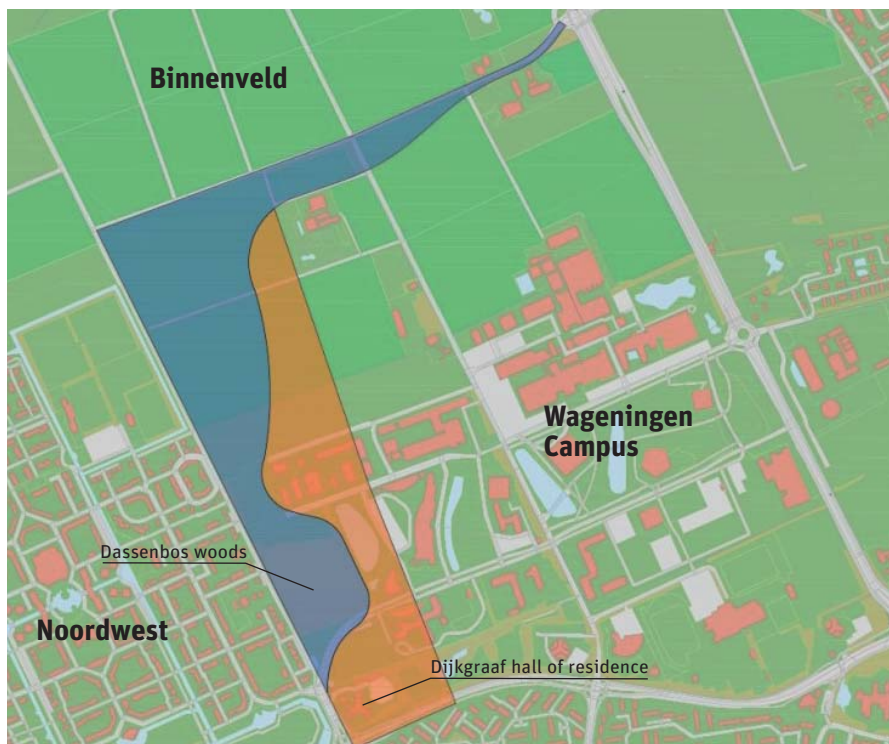 Binnenveld
Wageningen
Campus
Dassenbos woods
Noordwest
Dijkgraaf hall of residence